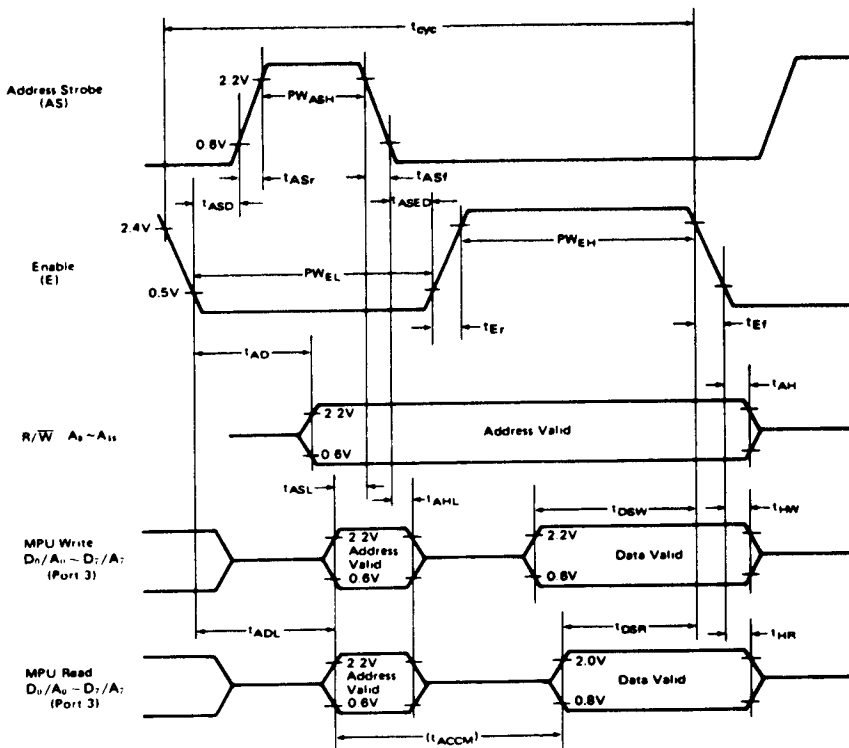 tcyc
Address Strobe
(AS)
2 2V
PWASH
0.6V
tASr
tASf
tASD
tASED
2.4V
Enable
(E)
PWEH
PWEL
0.5V
tEr
tEf
tAD
tAH
R/W̅ A8 ~ A15
2.2V
Address Valid
0.6V
tASL
tAHL
tDSW
tHW
MPU Write
D0/A0 ~ D7/A7
(Port 3)
2.2V
Address
Valid
0.6V
2.2V
Data Valid
0.6V
tADL
tDSR
tHR
MPU Read
D0/A0 ~ D7/A7
(Port 3)
2.2V
Address
Valid
0.6V
2.0V
Data Valid
0.8V
(tACCM)